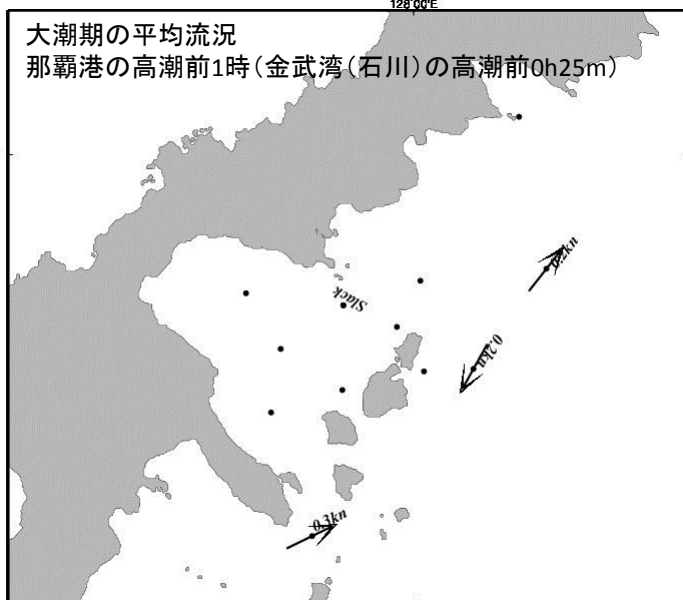 128°00'E
大潮期の平均流況
那覇港の高潮前1時(金武湾(石川)の高潮前0h25m)
0.2kn
Slack
0.2kn
0.3kn